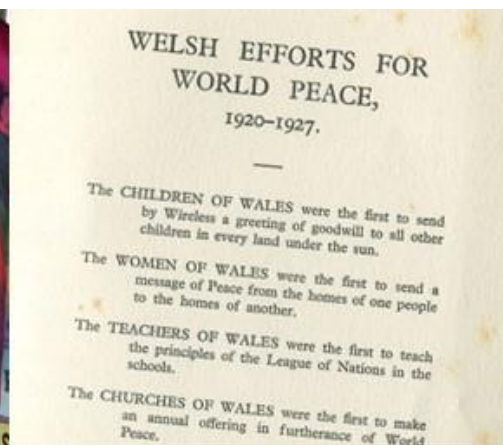 WELSH EFFORTS FOR
WORLD PEACE,
1920–1927.
The CHILDREN OF WALES were the first to send
by Wireless a greeting of goodwill to all other
children in every land under the sun.
The WOMEN OF WALES were the first to send a
message of Peace from the homes of one people
to the homes of another.
The TEACHERS OF WALES were the first to teach
the principles of the League of Nations in the
schools.
The CHURCHES OF WALES were the first to make
an annual offering in furtherance of World
Peace.